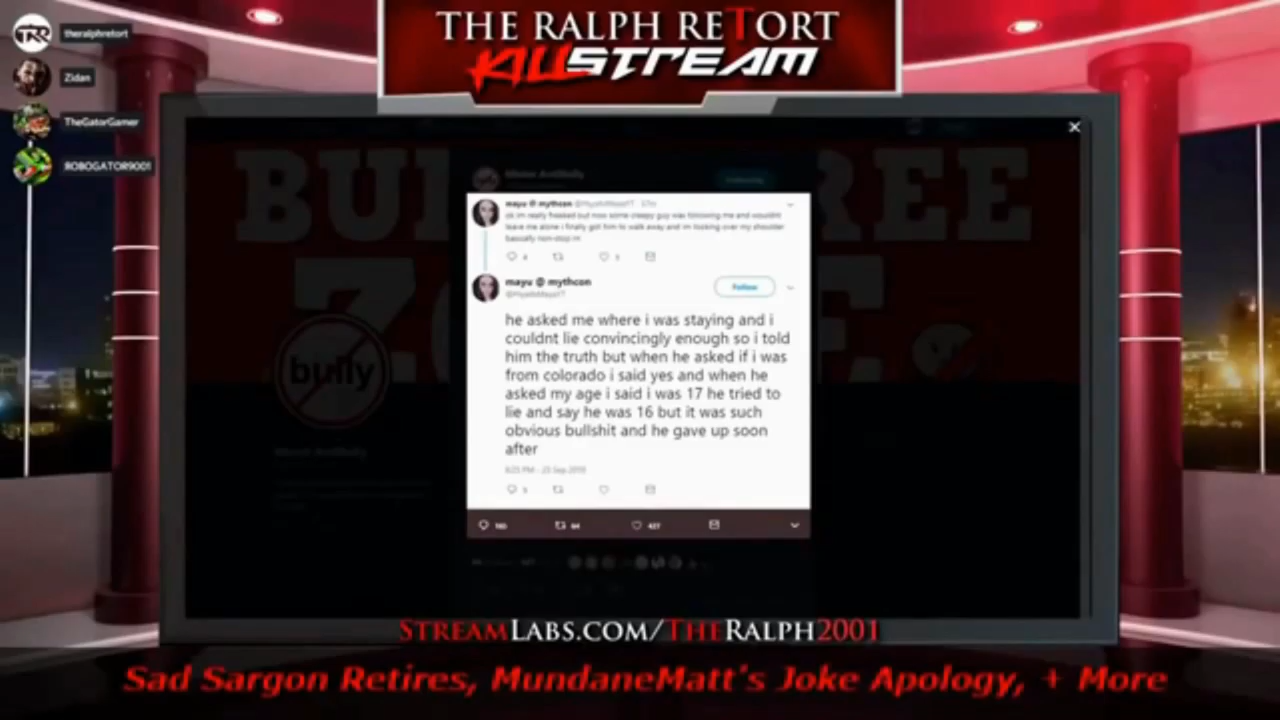 THE RALPH RETORT
KILLSTREAM
TRR
theralphretort
Zidan
TheGatorGamer
ROBOGATOR9001
BU
REE
Z
E
bully
mayu @ mythcon
ok im really freaked out now some creepy guy was following me and wouldnt
leave me alone i finally got him to walk away and im looking over my shoulder
basically non-stop rn
mayu @ mythcon
Follow
he asked me where i was staying and i
couldnt lie convincingly enough so i told
him the truth but when he asked if i was
from colorado i said yes and when he
asked my age i said i was 17 he tried to
lie and say he was 16 but it was such
obvious bullshit and he gave up soon
after
64
427
STREAMLABS.COM/THERALPH2001
Sad Sargon Retires, MundaneMatt's Joke Apology, + More